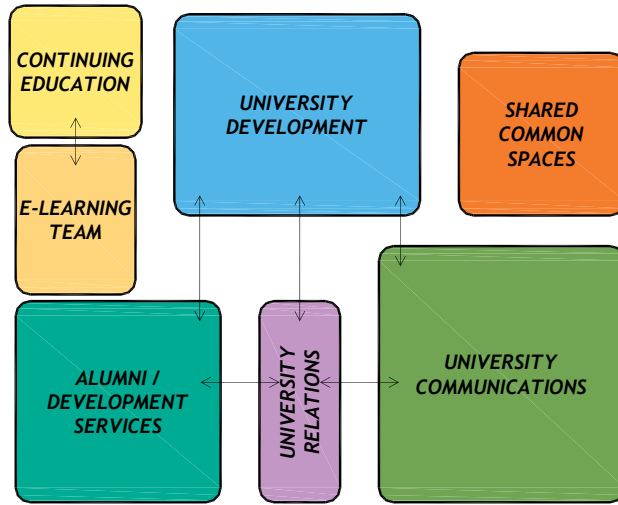 CONTINUING
EDUCATION
UNIVERSITY
DEVELOPMENT
SHARED
COMMON
SPACES
E-LEARNING
TEAM
ALUMNI /
DEVELOPMENT
SERVICES
UNIVERSITY
RELATIONS
UNIVERSITY
COMMUNICATIONS